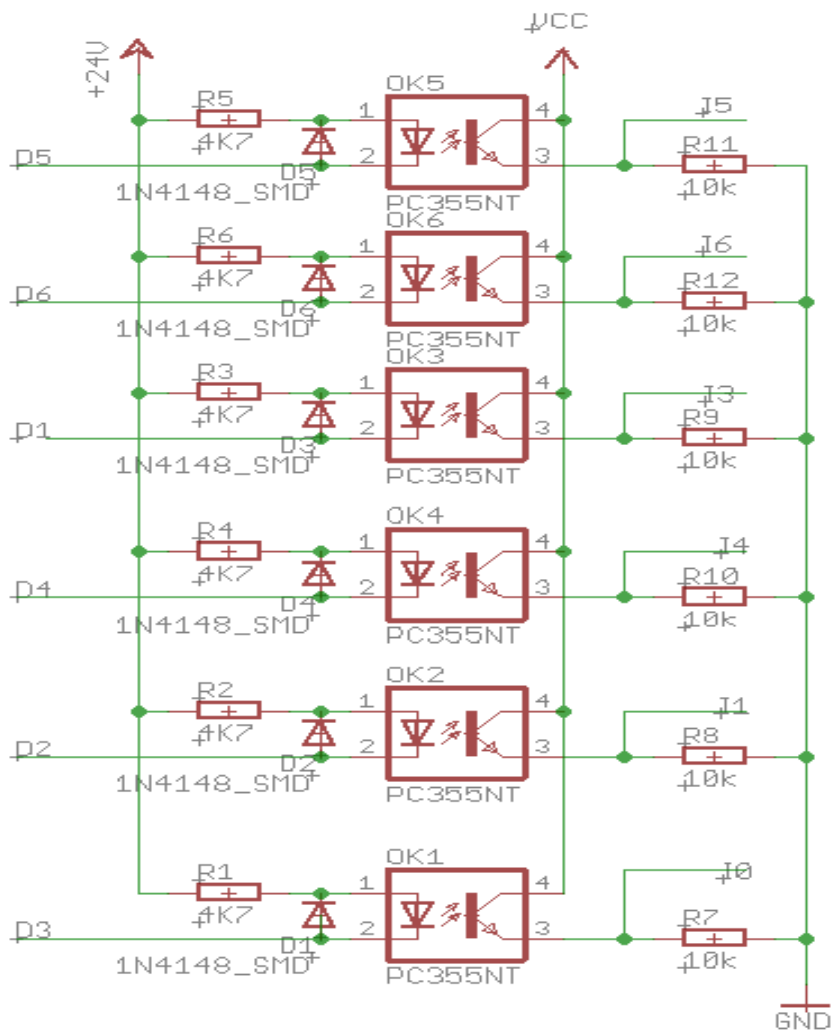 VCC
+24V
OK5
R5
1
4
I5
4K7
R11
D5
2
3
D5
1N4148_SMD
PC355NT
10k
OK6
R6
1
4
I6
4K7
R12
D6
2
3
D6
1N4148_SMD
PC355NT
10k
OK3
R3
1
4
I3
4K7
R9
D1
2
3
D3
1N4148_SMD
PC355NT
10k
OK4
R4
1
4
I4
4K7
R10
D4
2
3
D4
1N4148_SMD
PC355NT
10k
OK2
R2
1
4
I1
4K7
R8
D2
2
3
D2
1N4148_SMD
PC355NT
10k
OK1
R1
1
4
I0
4K7
R7
D3
2
3
D1
1N4148_SMD
PC355NT
10k
GND